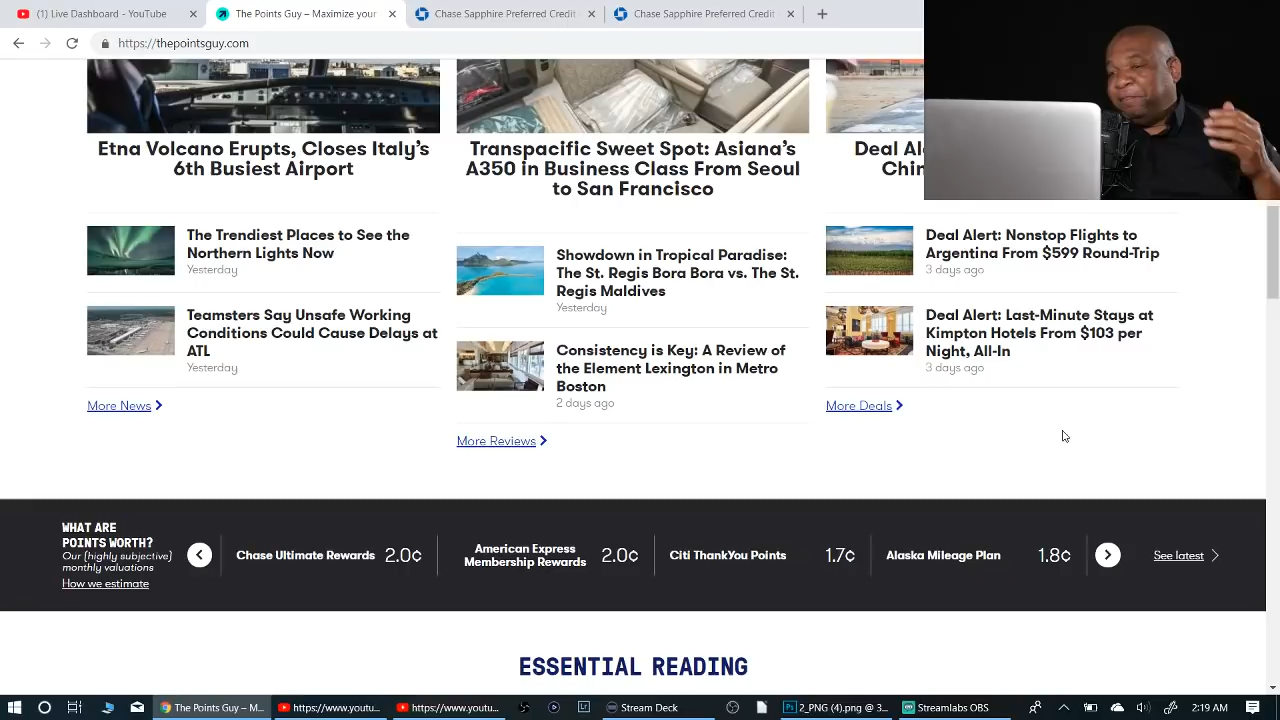 Live Dashboard - YouTube
The Points Guy – Maximize your
Chase Sapphire Preferred Credit
Chase Sapphire Preferred Credit
https://thepointsguy.com
Etna Volcano Erupts, Closes Italy's
6th Busiest Airport
The Trendiest Places to See the
Northern Lights Now
Yesterday
Teamsters Say Unsafe Working
Conditions Could Cause Delays at
ATL
Yesterday
More News
Transpacific Sweet Spot: Asiana's
A350 in Business Class From Seoul
to San Francisco
Showdown in Tropical Paradise:
The St. Regis Bora Bora vs. The St.
Regis Maldives
Yesterday
Consistency is Key: A Review of
the Element Lexington in Metro
Boston
2 days ago
More Reviews
Deal Al
Chin
Deal Alert: Nonstop Flights to
Argentina From $599 Round-Trip
3 days ago
Deal Alert: Last-Minute Stays at
Kimpton Hotels From $103 per
Night, All-In
3 days ago
More Deals
WHAT ARE
POINTS WORTH?
Our (highly subjective)
monthly valuations
How we estimate
Chase Ultimate Rewards 2.0¢
American Express
Membership Rewards 2.0¢
Citi ThankYou Points 1.7¢
Alaska Mileage Plan 1.8¢
See latest
ESSENTIAL READING
The Points Guy – M...
https://www.youtu...
https://www.youtu...
Stream Deck
2_PNG (4).png @ 3...
Streamlabs OBS
2:19 AM